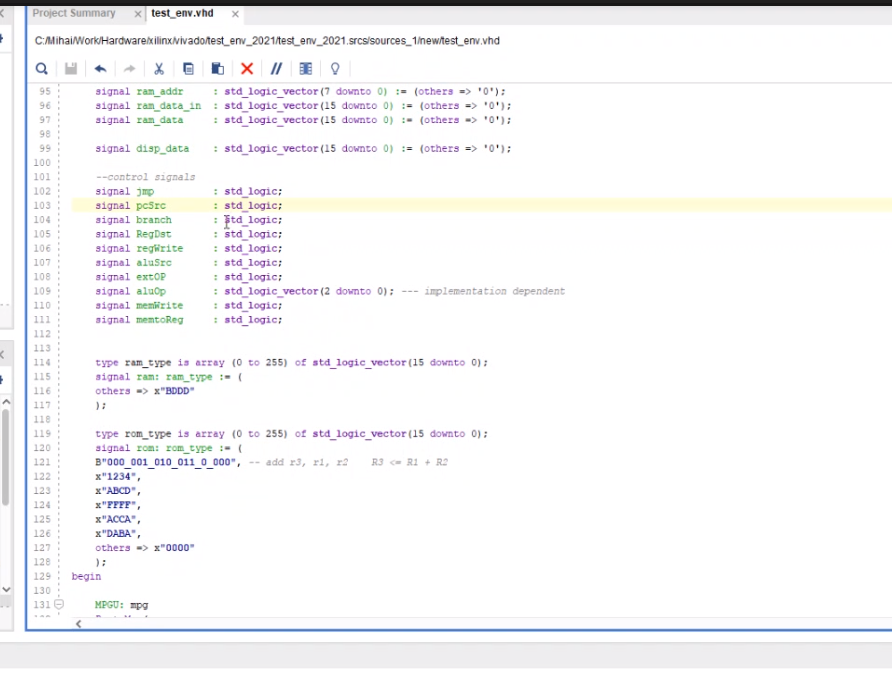 Project Summary × test_env.vhd ×
C:/Mihai/Work/Hardware/xilinx/vivado/test_env_2021/test_env_2021.srcs/sources_1/new/test_env.vhd
95 signal ram_addr : std_logic_vector(7 downto 0) := (others => '0');
96 signal ram_data_in : std_logic_vector(15 downto 0) := (others => '0');
97 signal ram_data : std_logic_vector(15 downto 0) := (others => '0');
98
99 signal disp_data : std_logic_vector(15 downto 0) := (others => '0');
100
101 --control signals
102 signal jmp : std_logic;
103 signal pcSrc : std_logic;
104 signal branch : std_logic;
105 signal RegDst : std_logic;
106 signal regWrite : std_logic;
107 signal aluSrc : std_logic;
108 signal extOP : std_logic;
109 signal aluOp : std_logic_vector(2 downto 0); --- implementation dependent
110 signal memWrite : std_logic;
111 signal memtoReg : std_logic;
112
113
114 type ram_type is array (0 to 255) of std_logic_vector(15 downto 0);
115 signal ram: ram_type := (
116 others => x"BDDD"
117 );
118
119 type rom_type is array (0 to 255) of std_logic_vector(15 downto 0);
120 signal rom: rom_type := (
121 B"000_001_010_011_0_000", -- add r3, r1, r2 R3 <= R1 + R2
122 x"1234",
123 x"ABCD",
124 x"FFFF",
125 x"ACCA",
126 x"DABA",
127 others => x"0000"
128 );
129 begin
130
131 MPGU: mpg